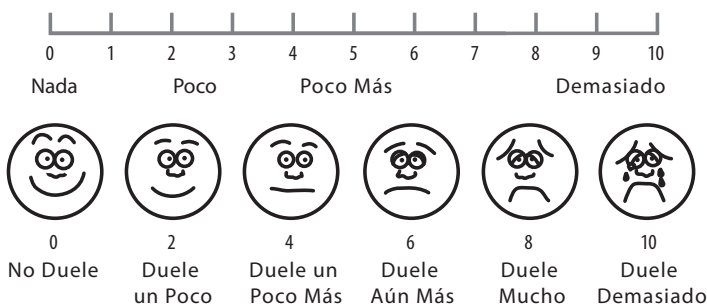 0 1 2 3 4 5 6 7 8 9 10
Nada Poco Poco Más Demasiado
0 2 4 6 8 10
No Duele Duele Duele un Duele Duele Duele
un Poco Poco Más Aún Más Mucho Demasiado